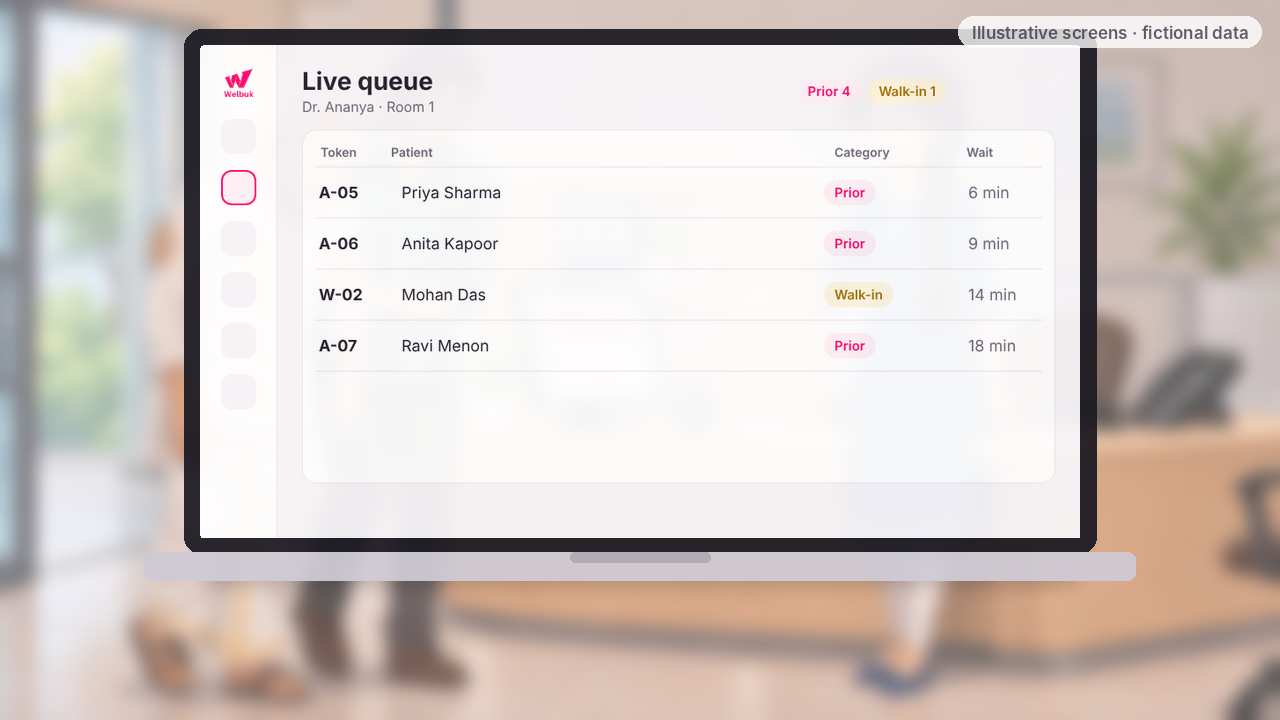 Illustrative screens · fictional data
Welbuk
Live queue
Dr. Ananya · Room 1
Prior 4
Walk-in 1
Token Patient Category Wait
A-05 Priya Sharma Prior 6 min
A-06 Anita Kapoor Prior 9 min
W-02 Mohan Das Walk-in 14 min
A-07 Ravi Menon Prior 18 min